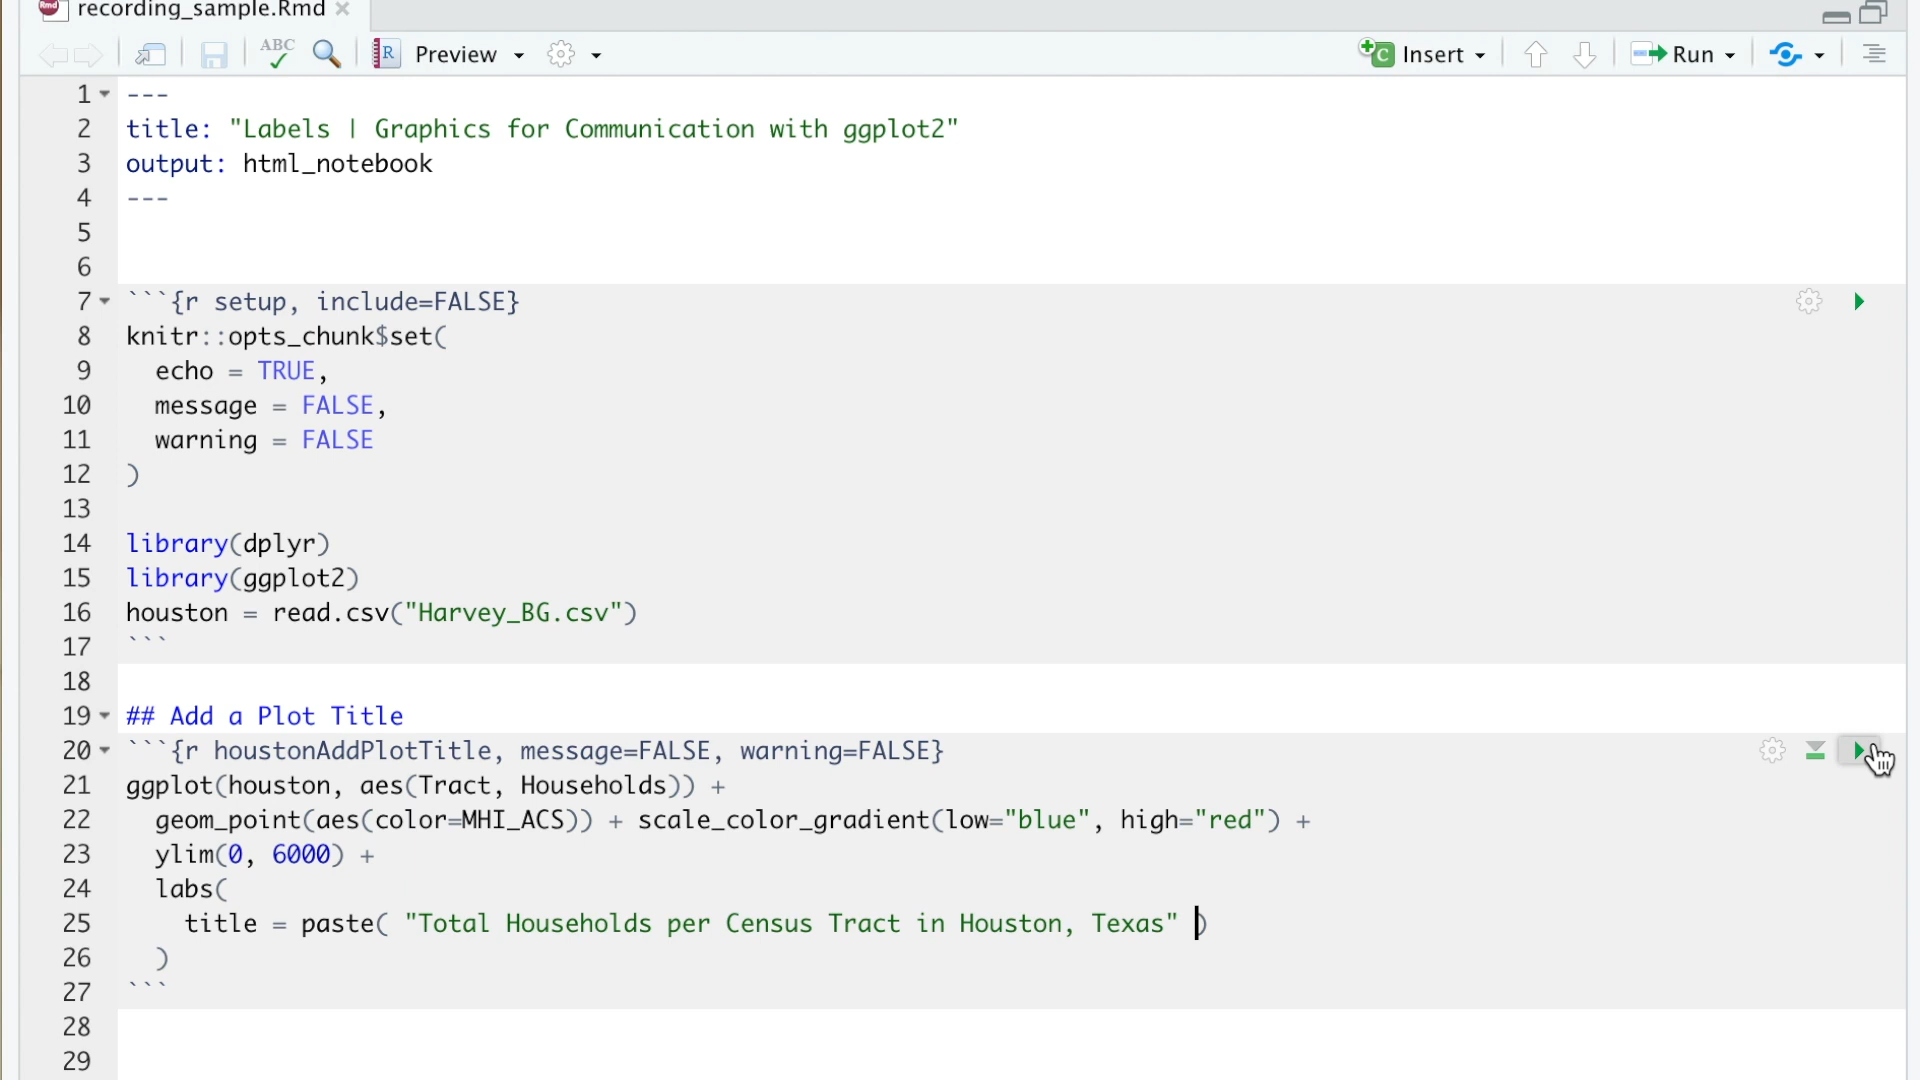 recording_sample.Rmd
ABC Preview Insert Run
1 ---
2 title: "Labels | Graphics for Communication with ggplot2"
3 output: html_notebook
4 ---
5
6
7 ```{r setup, include=FALSE}
8 knitr::opts_chunk$set(
9   echo = TRUE,
10   message = FALSE,
11   warning = FALSE
12 )
13
14 library(dplyr)
15 library(ggplot2)
16 houston = read.csv("Harvey_BG.csv")
17 ```
18
19 ## Add a Plot Title
20 ```{r houstonAddPlotTitle, message=FALSE, warning=FALSE}
21 ggplot(houston, aes(Tract, Households)) +
22   geom_point(aes(color=MHI_ACS)) + scale_color_gradient(low="blue", high="red") +
23   ylim(0, 6000) +
24   labs(
25     title = paste( "Total Households per Census Tract in Houston, Texas" )
26   )
27 ```
28
29